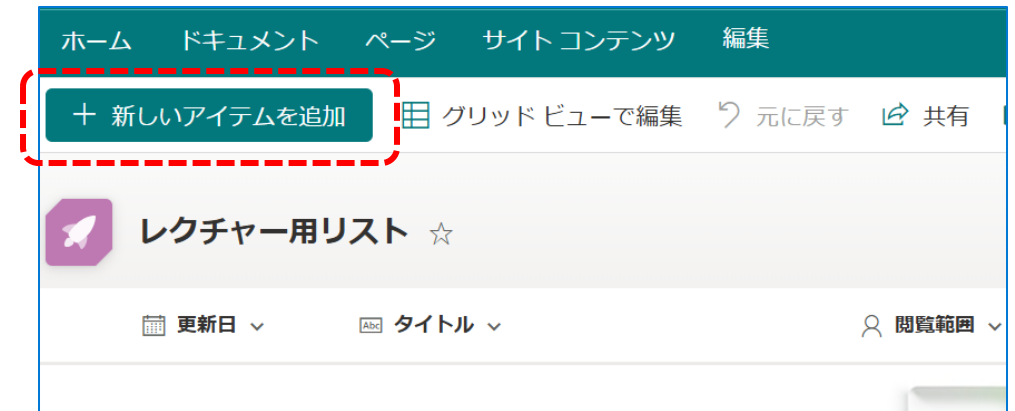 ホーム ドキュメント ページ サイト コンテンツ 編集
＋ 新しいアイテムを追加 グリッド ビューで編集 元に戻す 共有
レクチャー用リスト ☆
更新日 Abc タイトル 閲覧範囲